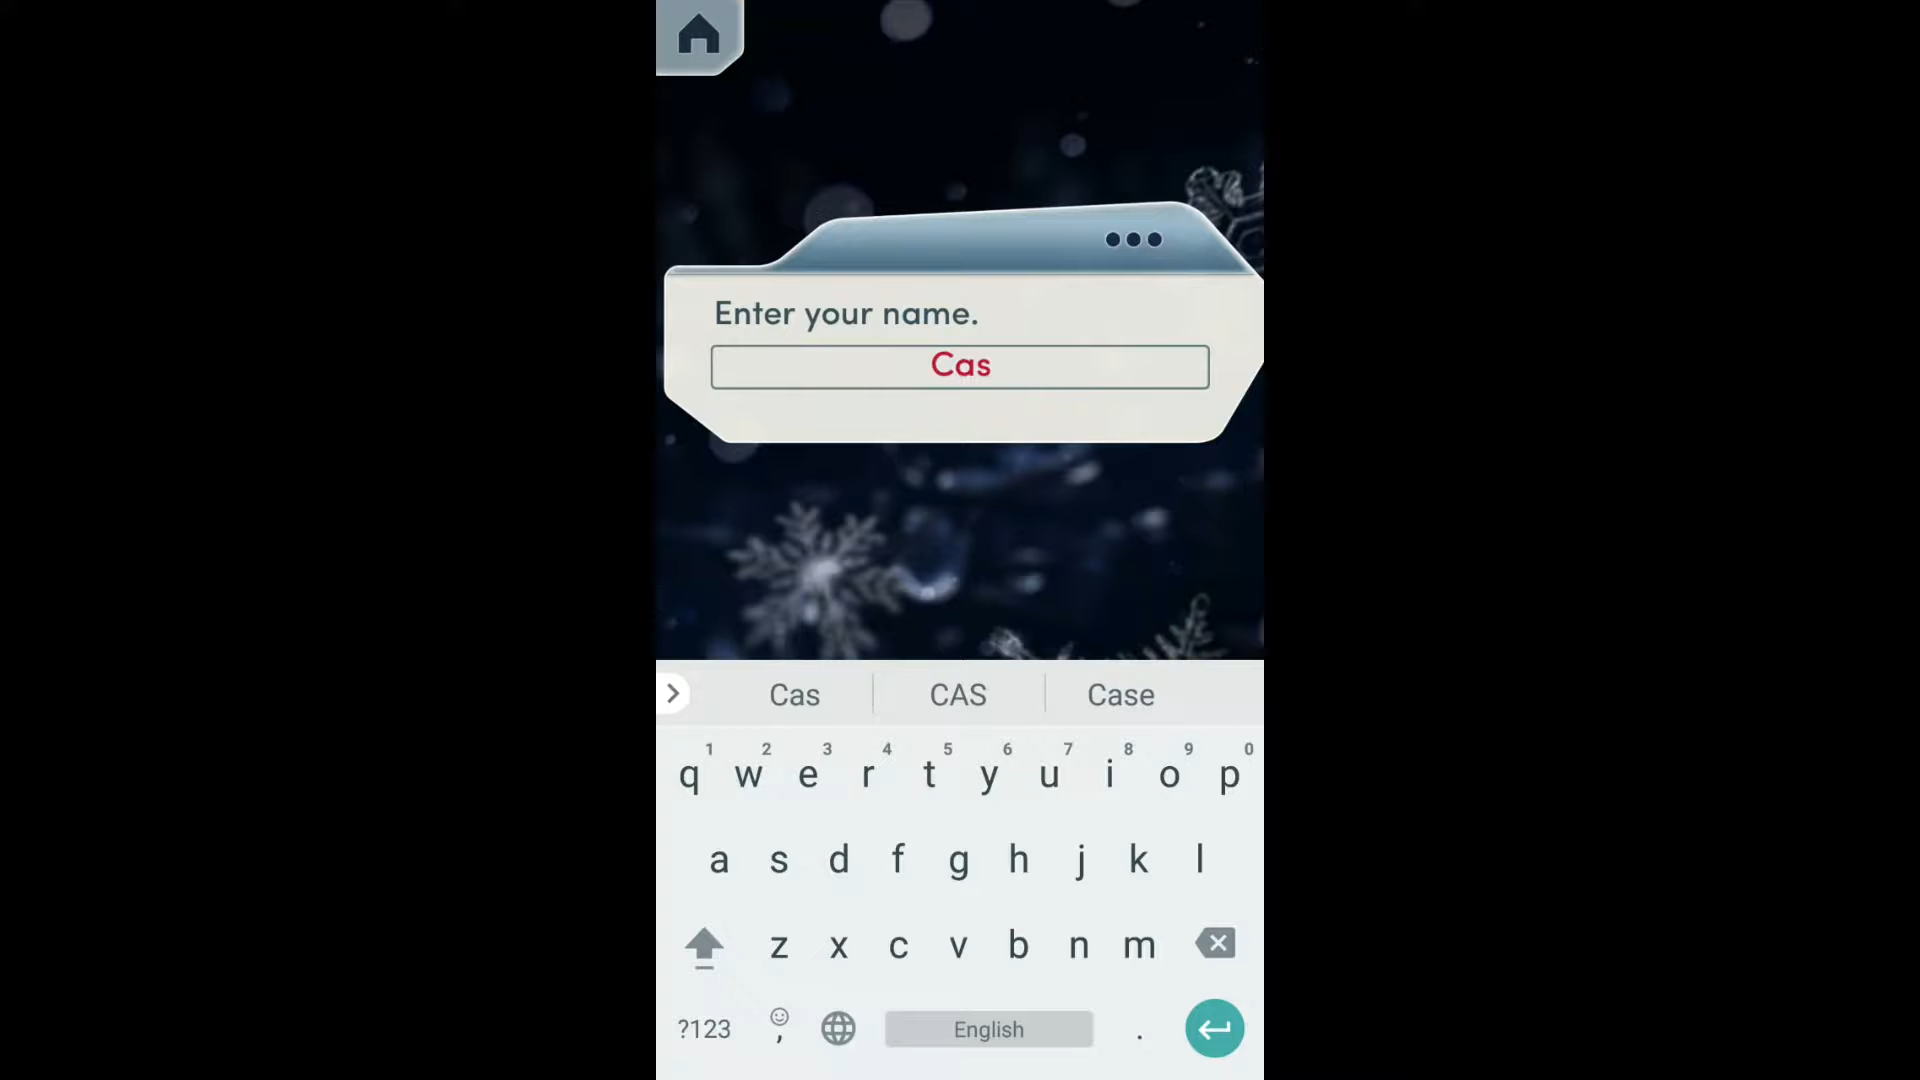 Enter your name.
Cas
Cas CAS Case
1 2 3 4 5 6 7 8 9 0
q w e r t y u i o p
a s d f g h j k l
z x c v b n m
?123 , English .